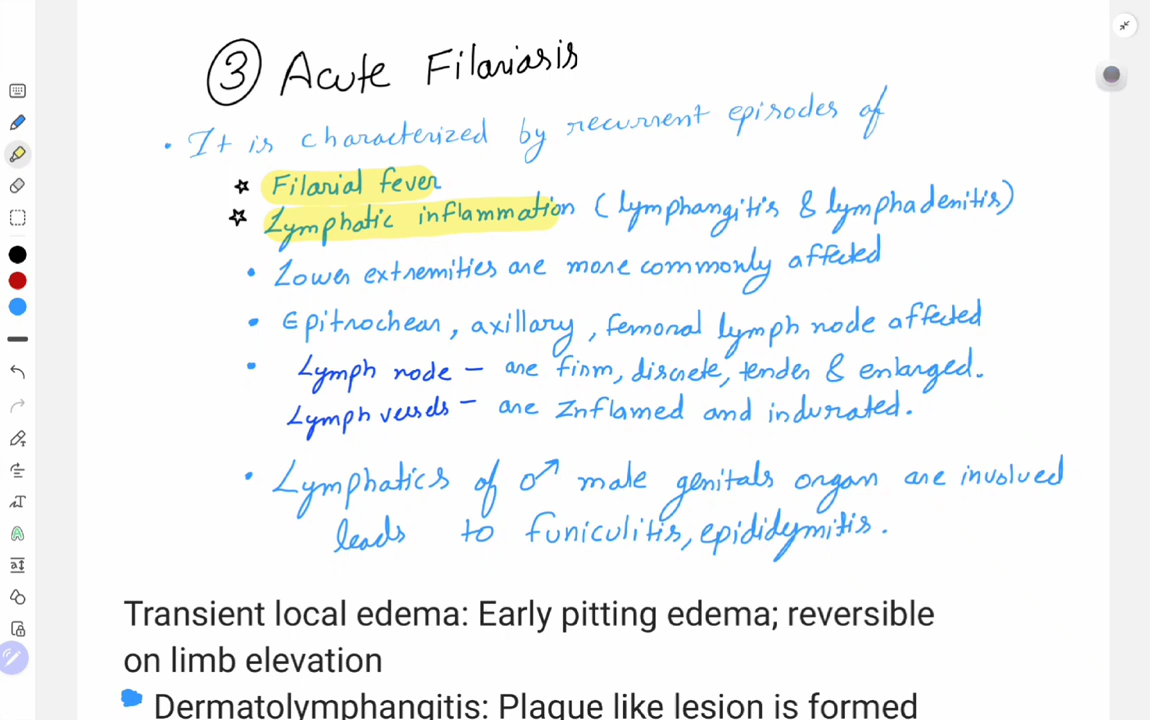 ③ Acute Filariasis
• It is characterized by recurrent episodes of
☆ Filarial fever
☆ Lymphatic inflammation (lymphangitis & lymphadenitis)
• Lower extremities are more commonly affected
• Epitrochear, axillary, femoral lymph node affected
• Lymph node - are firm, discrete, tender & enlarged.
Lymph vessels - are Inflamed and indurated.
• Lymphatics of ♂ male genitals organ are involved
leads to funiculitis, epididymitis.
Transient local edema: Early pitting edema; reversible
on limb elevation
Dermatolymphangitis: Plaque like lesion is formed